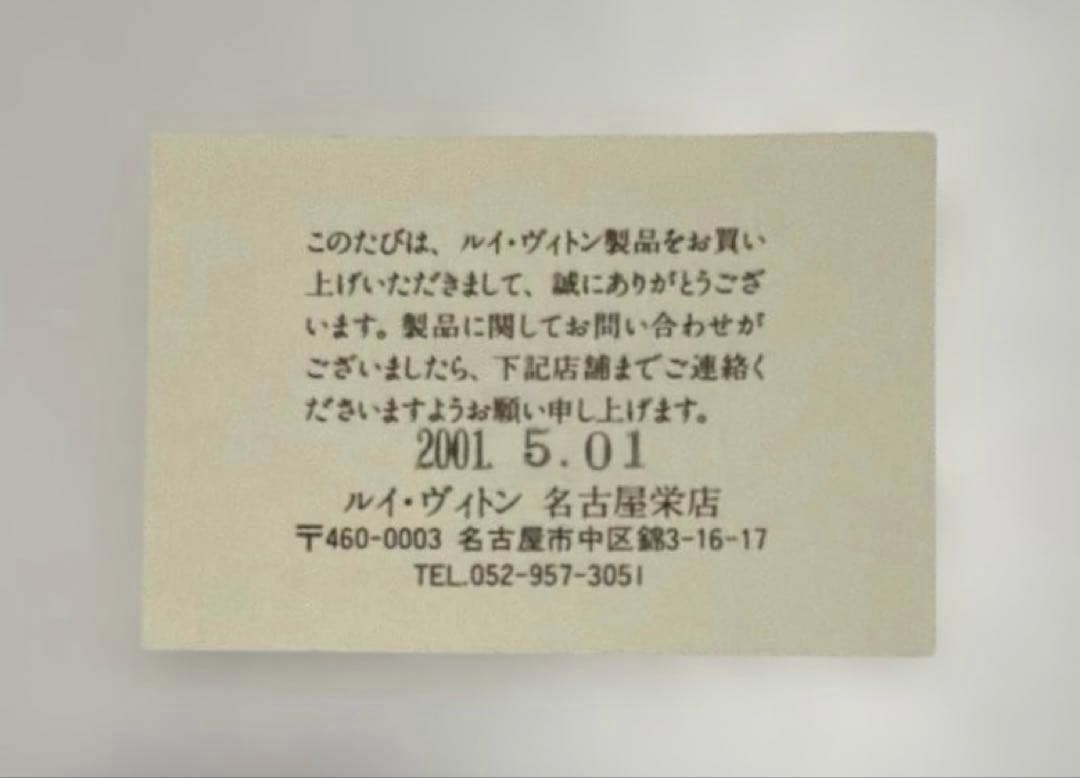 このたびは、ルイ・ヴィトン製品をお買い
上げいただきまして、誠にありがとうござ
います。製品に関してお問い合わせが
ございましたら、下記店舗までご連絡く
ださいますようお願い申し上げます。
2001. 5.01
ルイ・ヴィトン 名古屋栄店
〒460-0003 名古屋市中区錦3-16-17
TEL.052-957-3051